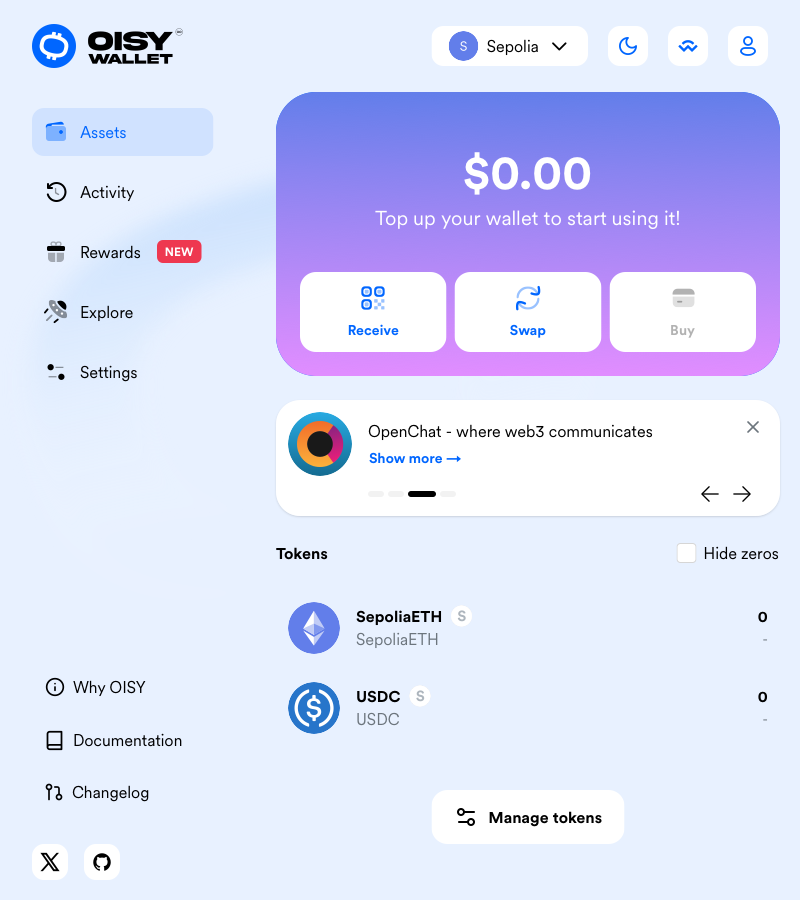 OISY
WALLET
S Sepolia
Assets
Activity
Rewards NEW
Explore
Settings
$0.00
Top up your wallet to start using it!
Receive Swap Buy
OpenChat - where web3 communicates
Show more →
Tokens
Hide zeros
SepoliaETH S 0
SepoliaETH -
USDC S 0
USDC -
Manage tokens
Why OISY
Documentation
Changelog